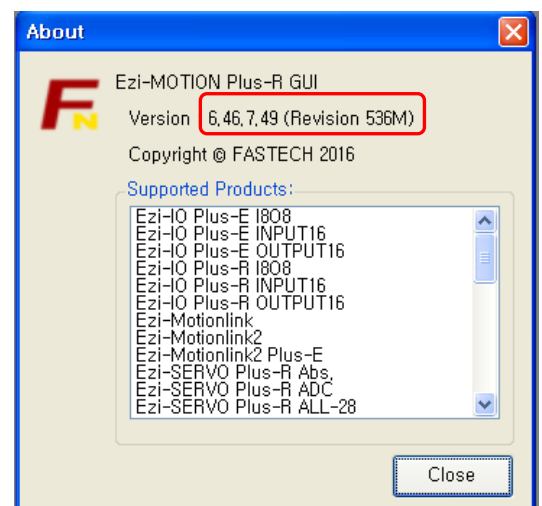 About
FN
Ezi-MOTION Plus-R GUI
Version 6,46,7,49 (Revision 536M)
Copyright © FASTECH 2016
Supported Products:
Ezi-IO Plus-E I8O8
Ezi-IO Plus-E INPUT16
Ezi-IO Plus-E OUTPUT16
Ezi-IO Plus-R I8O8
Ezi-IO Plus-R INPUT16
Ezi-IO Plus-R OUTPUT16
Ezi-Motionlink
Ezi-Motionlink2
Ezi-Motionlink2 Plus-E
Ezi-SERVO Plus-R Abs,
Ezi-SERVO Plus-R ADC
Ezi-SERVO Plus-R ALL-28
Close